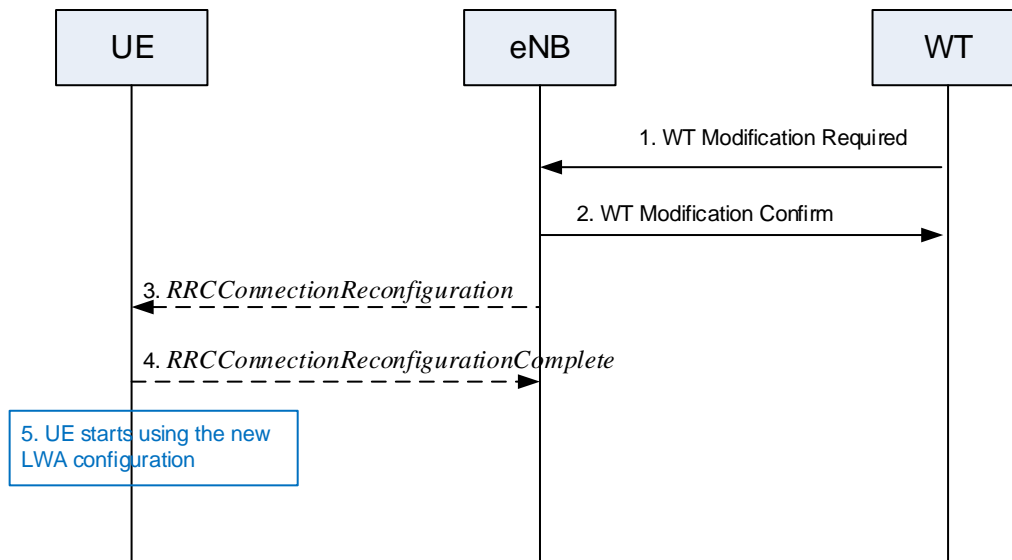 UE
eNB
WT
1. WT Modification Required
2. WT Modification Confirm
3. RRCConnectionReconfiguration
4. RRCConnectionReconfigurationComplete
5. UE starts using the new
LWA configuration